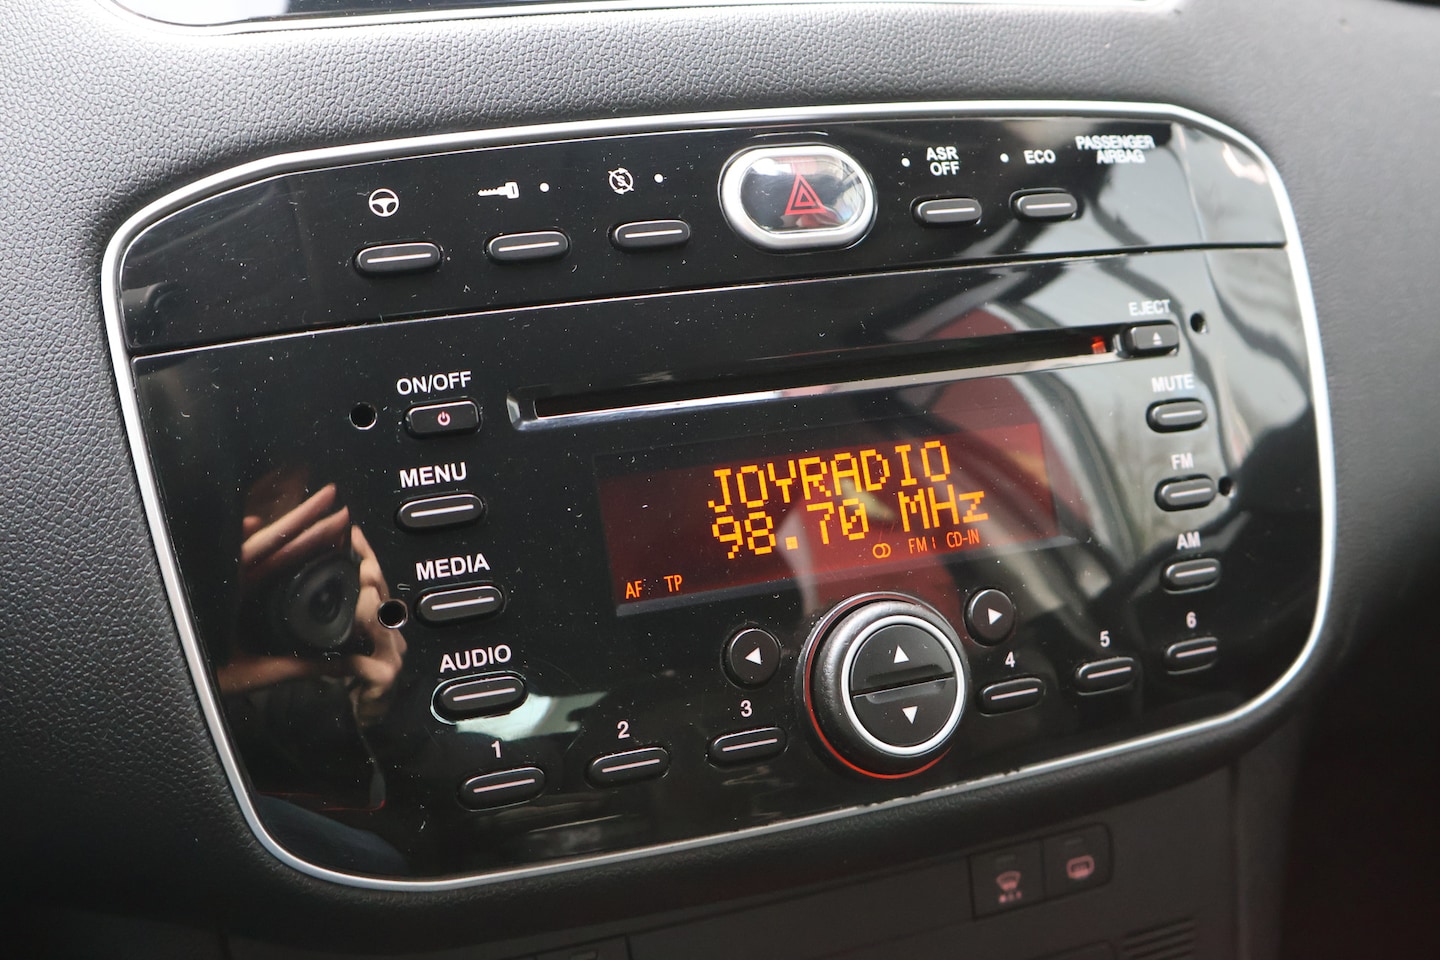 ASR
OFF
ECO
PASSENGER
AIRBAG
EJECT
ON/OFF
MUTE
MENU
FM
MEDIA
AM
AUDIO
JOYRADIO
98.70 MHz
FM1 CD-IN
AF TP
1
2
3
4
5
6